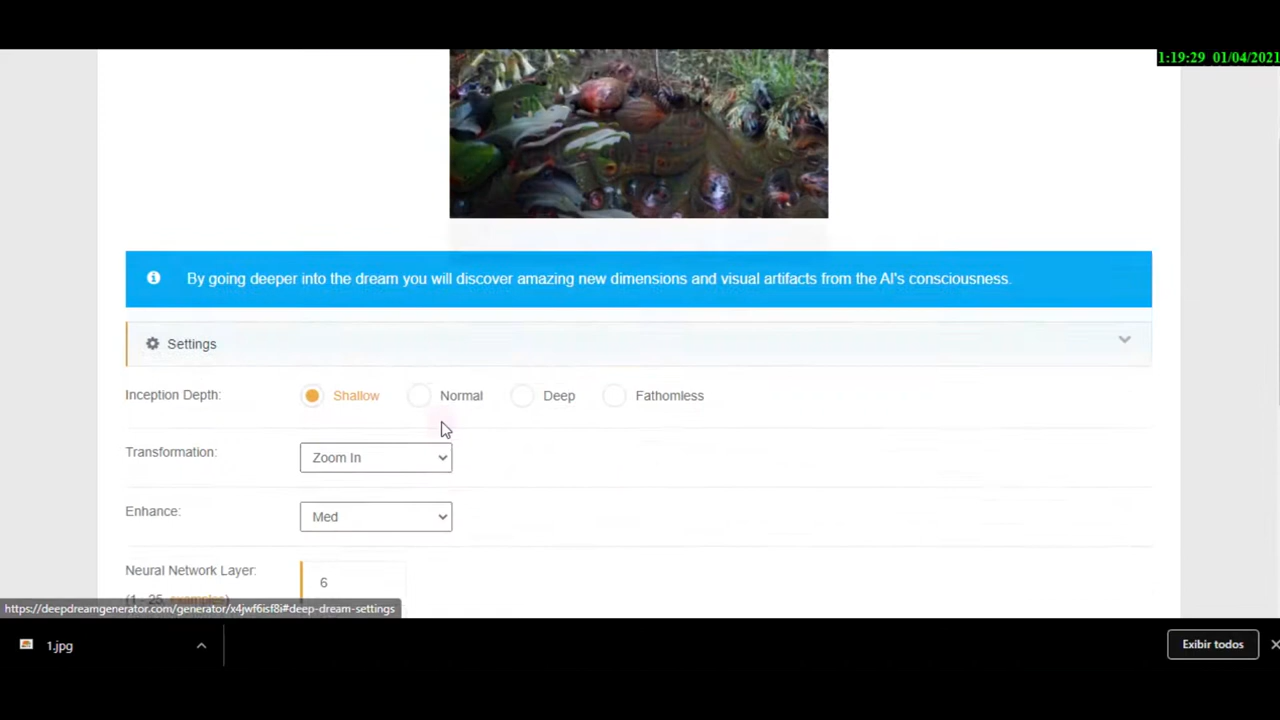 1:19:29 01/04/2021
By going deeper into the dream you will discover amazing new dimensions and visual artifacts from the AI's consciousness.
Settings
Inception Depth: Shallow Normal Deep Fathomless
Transformation: Zoom In
Enhance: Med
Neural Network Layer: 6
(1 - 25, examples)
https://deepdreamgenerator.com/generator/x4jwf6isf8i#deep-dream-settings
1.jpg
Exibir todos